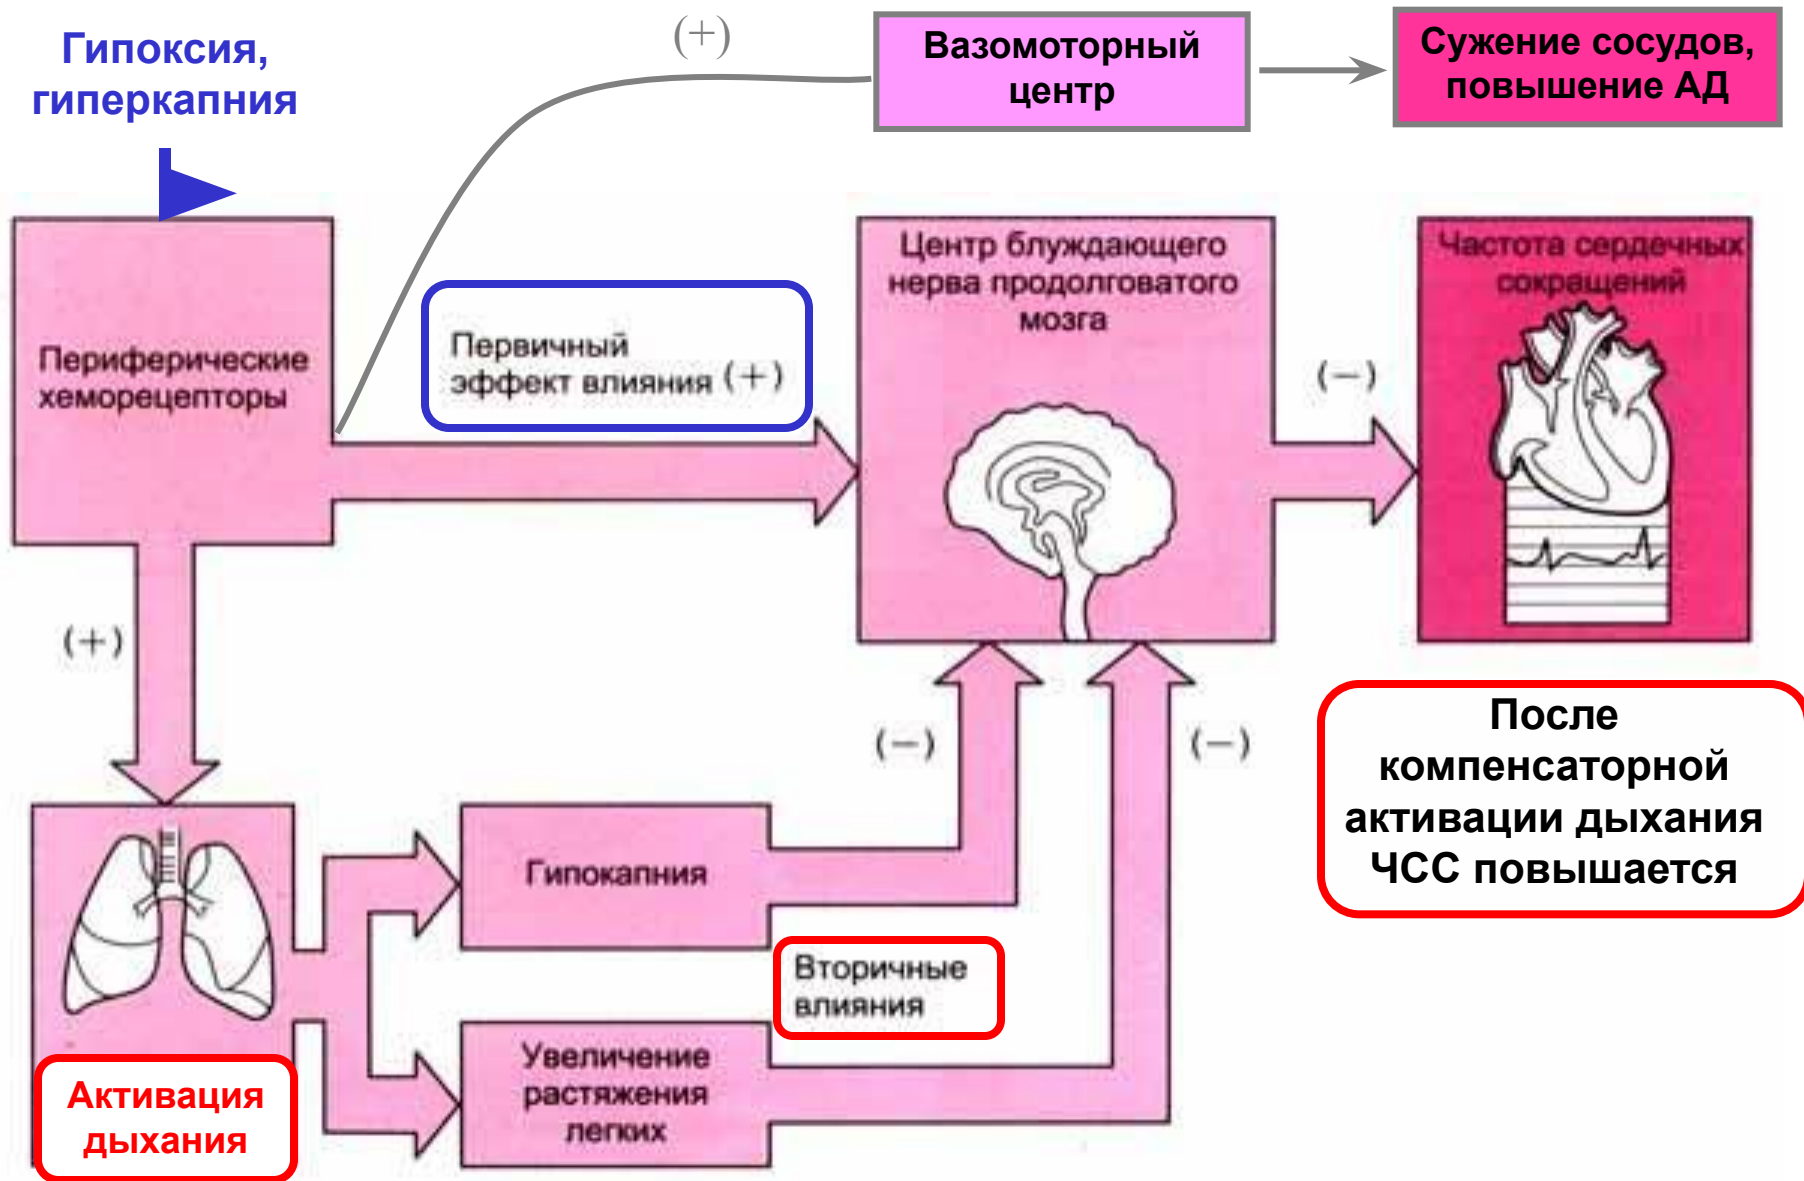 Гипоксия,
гиперкапния
(+)
Вазомоторный
центр
Сужение сосудов,
повышение АД
Периферические
хеморецепторы
Первичный
эффект влияния (+)
Центр блуждающего
нерва продолговатого
мозга
(−)
Частота сердечных
сокращений
(+)
(−)
(−)
После
компенсаторной
активации дыхания
ЧСС повышается
Гипокапния
Вторичные
влияния
Увеличение
растяжения
легких
Активация
дыхания